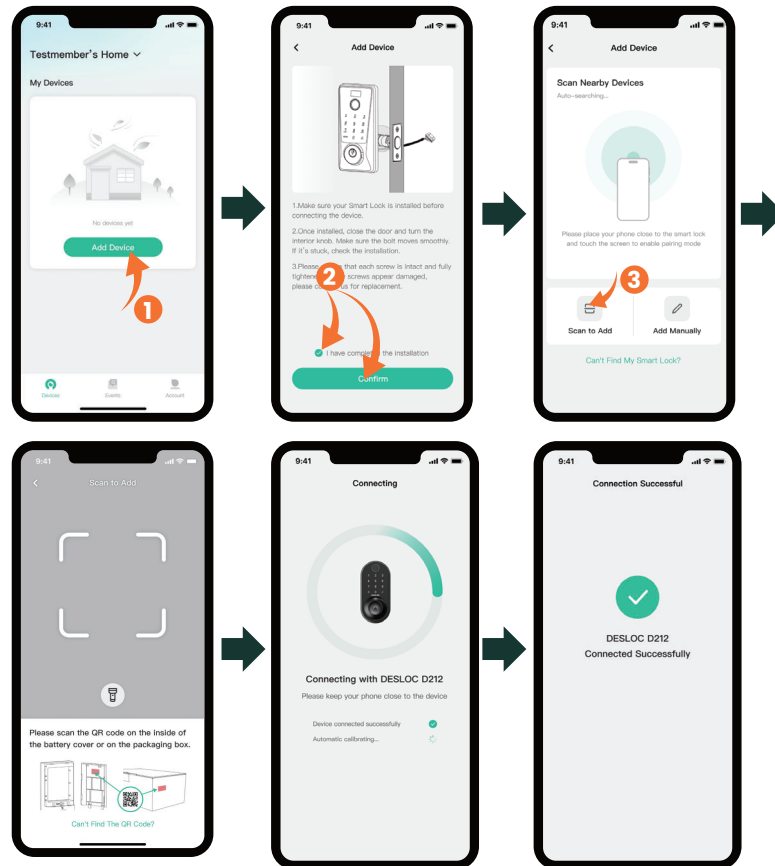 9:41
Testmember's Home
My Devices
No devices yet
Add Device
1
Devices
Events
Account
9:41
Add Device
1.Make sure your Smart Lock is installed before
connecting the device.
2.Once installed, close the door and turn the
interior knob. Make sure the bolt moves smoothly.
If it's stuck, check the installation.
3.Please that each screw is intact and fully
screws appear damaged,
please us for replacement.
2
I have the installation
Confirm
9:41
Add Device
Scan Nearby Devices
Auto-searching...
Please place your phone close to the smart lock
and touch the screen to enable pairing mode
3
Scan to Add
Add Manually
Can't Find My Smart Lock?
9:41
Scan to Add
Please scan the QR code on the inside of
the battery cover or on the packaging box.
Can't Find The QR Code?
9:41
Connecting
Connecting with DESLOC D212
Please keep your phone close to the device
Device connected successfully
Automatic callbrating...
9:41
Connection Successful
DESLOC D212
Connected Successfully